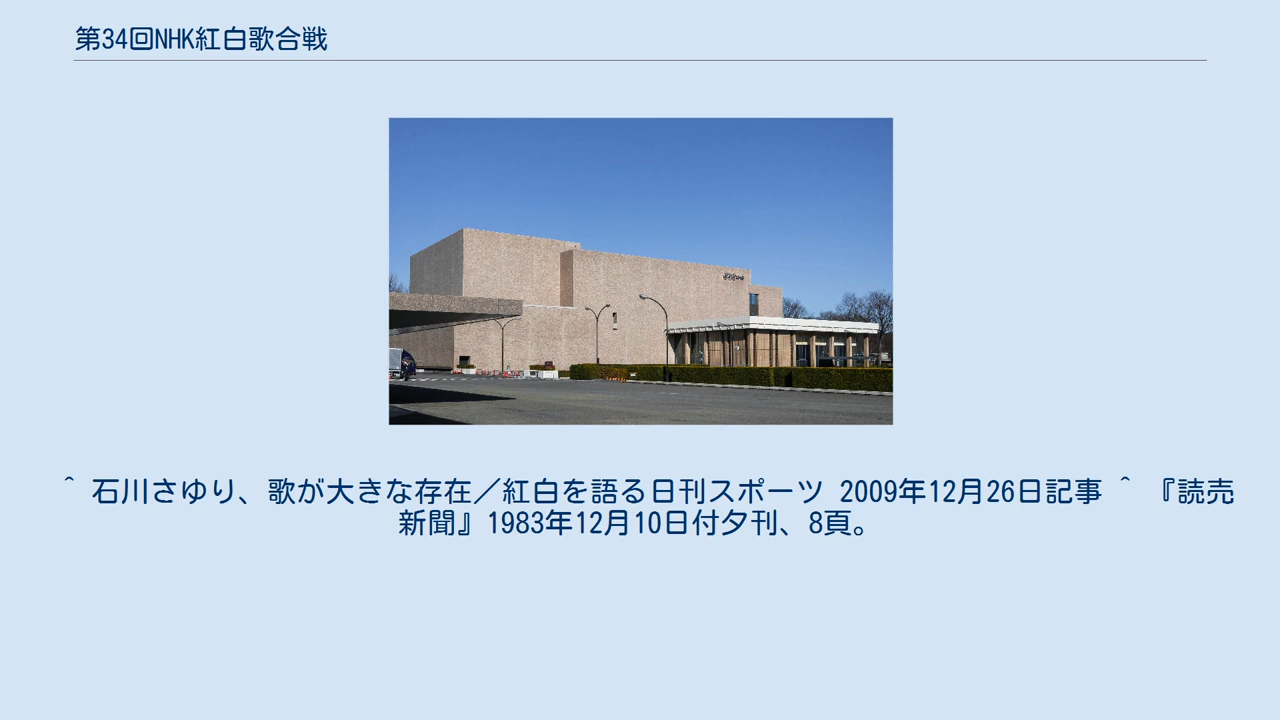 第34回NHK紅白歌合戦
^ 石川さゆり、歌が大きな存在／紅白を語る日刊スポーツ 2009年12月26日記事 ^ 『読売
新聞』1983年12月10日付夕刊、8頁。